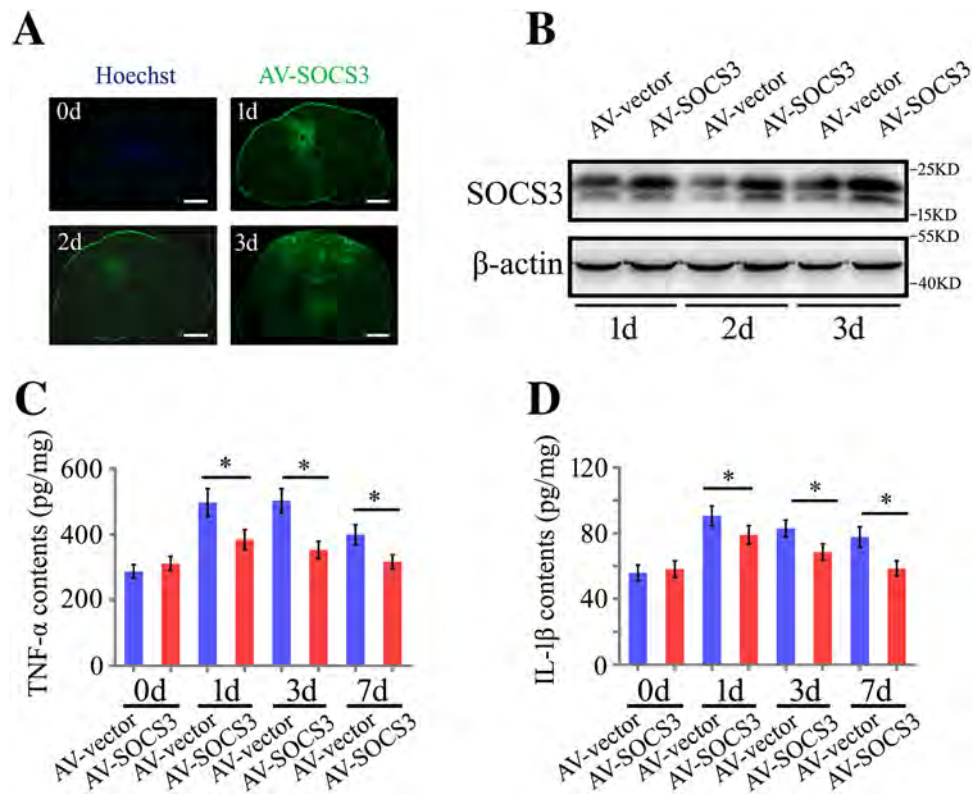 A
Hoechst
AV-SOCS3
0d
1d
2d
3d
B
AV-vector
AV-SOCS3
AV-vector
AV-SOCS3
AV-vector
AV-SOCS3
SOCS3
-25KD
-15KD
β-actin
-55KD
-40KD
1d
2d
3d
C
TNF-α contents (pg/mg)
600
400
200
0
*
*
*
0d
1d
3d
7d
AV-vector
AV-SOCS3
AV-vector
AV-SOCS3
AV-vector
AV-SOCS3
AV-vector
AV-SOCS3
D
IL-1β contents (pg/mg)
120
80
40
0
*
*
*
0d
1d
3d
7d
AV-vector
AV-SOCS3
AV-vector
AV-SOCS3
AV-vector
AV-SOCS3
AV-vector
AV-SOCS3